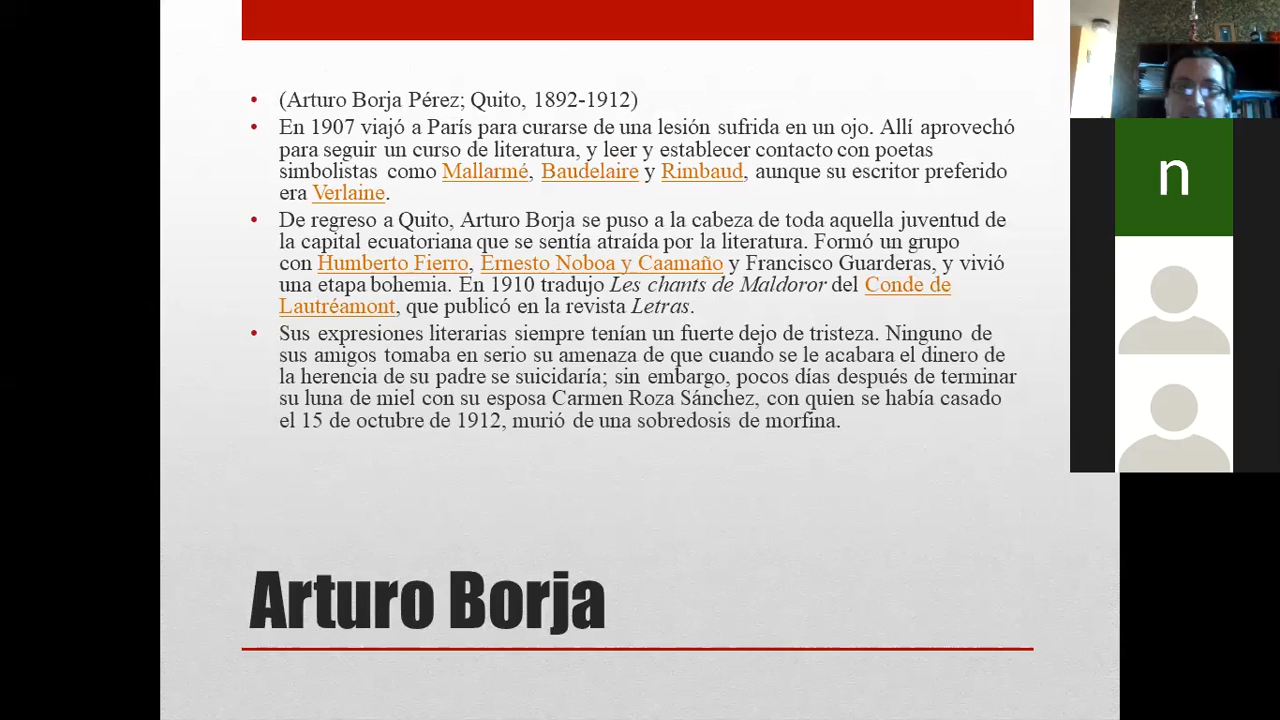 (Arturo Borja Pérez; Quito, 1892-1912)
En 1907 viajó a París para curarse de una lesión sufrida en un ojo. Allí aprovechó
para seguir un curso de literatura, y leer y establecer contacto con poetas
simbolistas como Mallarmé, Baudelaire y Rimbaud, aunque su escritor preferido
era Verlaine.
De regreso a Quito, Arturo Borja se puso a la cabeza de toda aquella juventud de
la capital ecuatoriana que se sentía atraída por la literatura. Formó un grupo
con Humberto Fierro, Ernesto Noboa y Caamaño y Francisco Guarderas, y vivió
una etapa bohemia. En 1910 tradujo Les chants de Maldoror del Conde de
Lautréamont, que publicó en la revista Letras.
Sus expresiones literarias siempre tenían un fuerte dejo de tristeza. Ninguno de
sus amigos tomaba en serio su amenaza de que cuando se le acabara el dinero de
la herencia de su padre se suicidaría; sin embargo, pocos días después de terminar
su luna de miel con su esposa Carmen Roza Sánchez, con quien se había casado
el 15 de octubre de 1912, murió de una sobredosis de morfina.
Arturo Borja
n